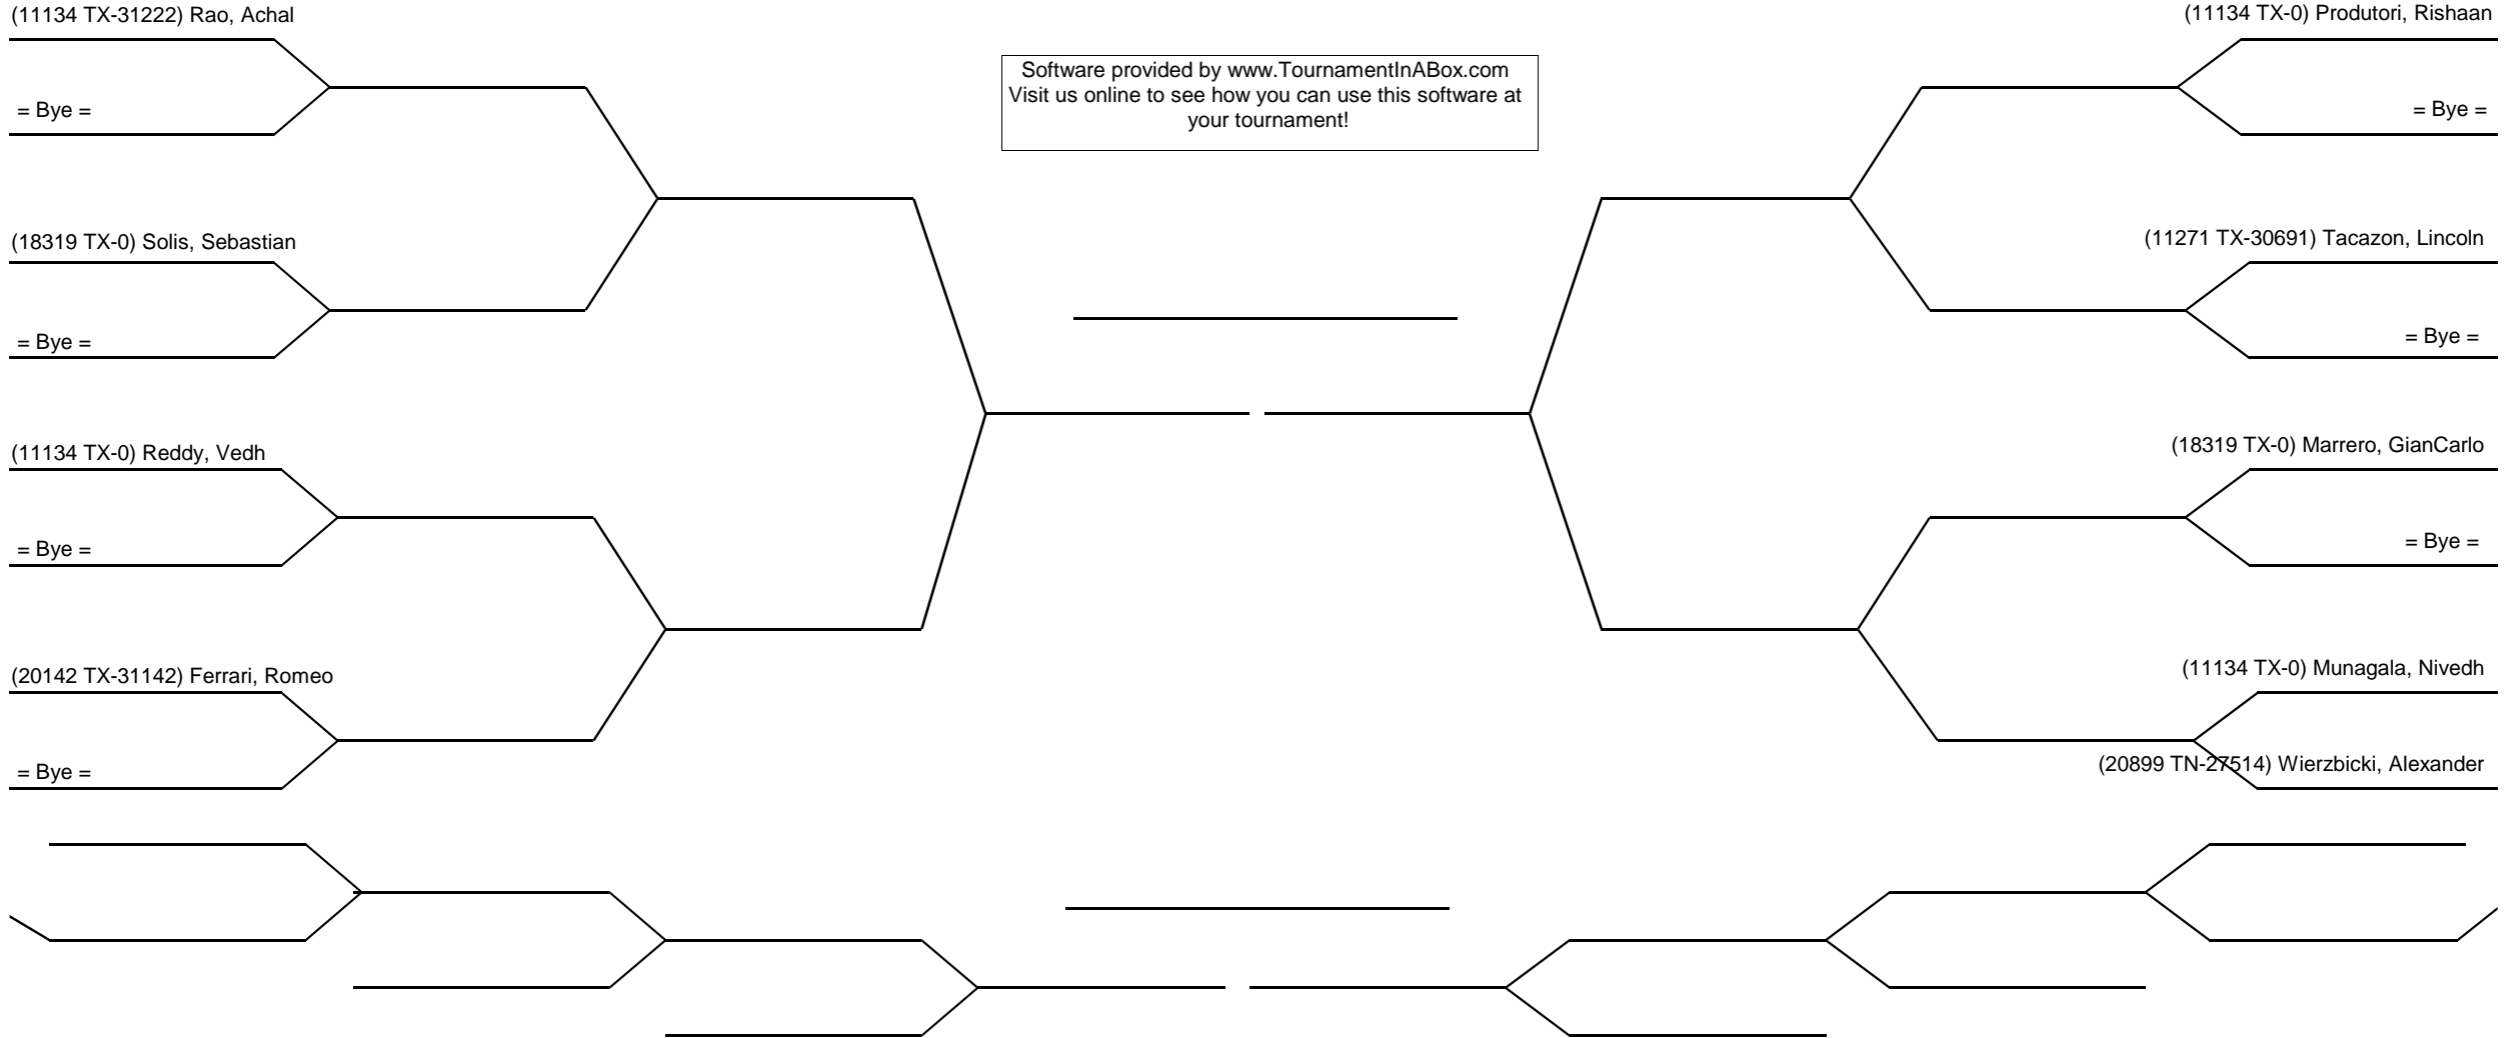 (11134 TX-31222) Rao, Achal
= Bye =
(18319 TX-0) Solis, Sebastian
= Bye =
(11134 TX-0) Reddy, Vedh
= Bye =
(20142 TX-31142) Ferrari, Romeo
= Bye =
Software provided by www.TournamentInABox.com
Visit us online to see how you can use this software at
your tournament!
(11134 TX-0) Produtori, Rishaan
= Bye =
(11271 TX-30691) Tacazon, Lincoln
= Bye =
(18319 TX-0) Marrero, GianCarlo
= Bye =
(11134 TX-0) Munagala, Nivedh
(20899 TN-27514) Wierzbicki, Alexander